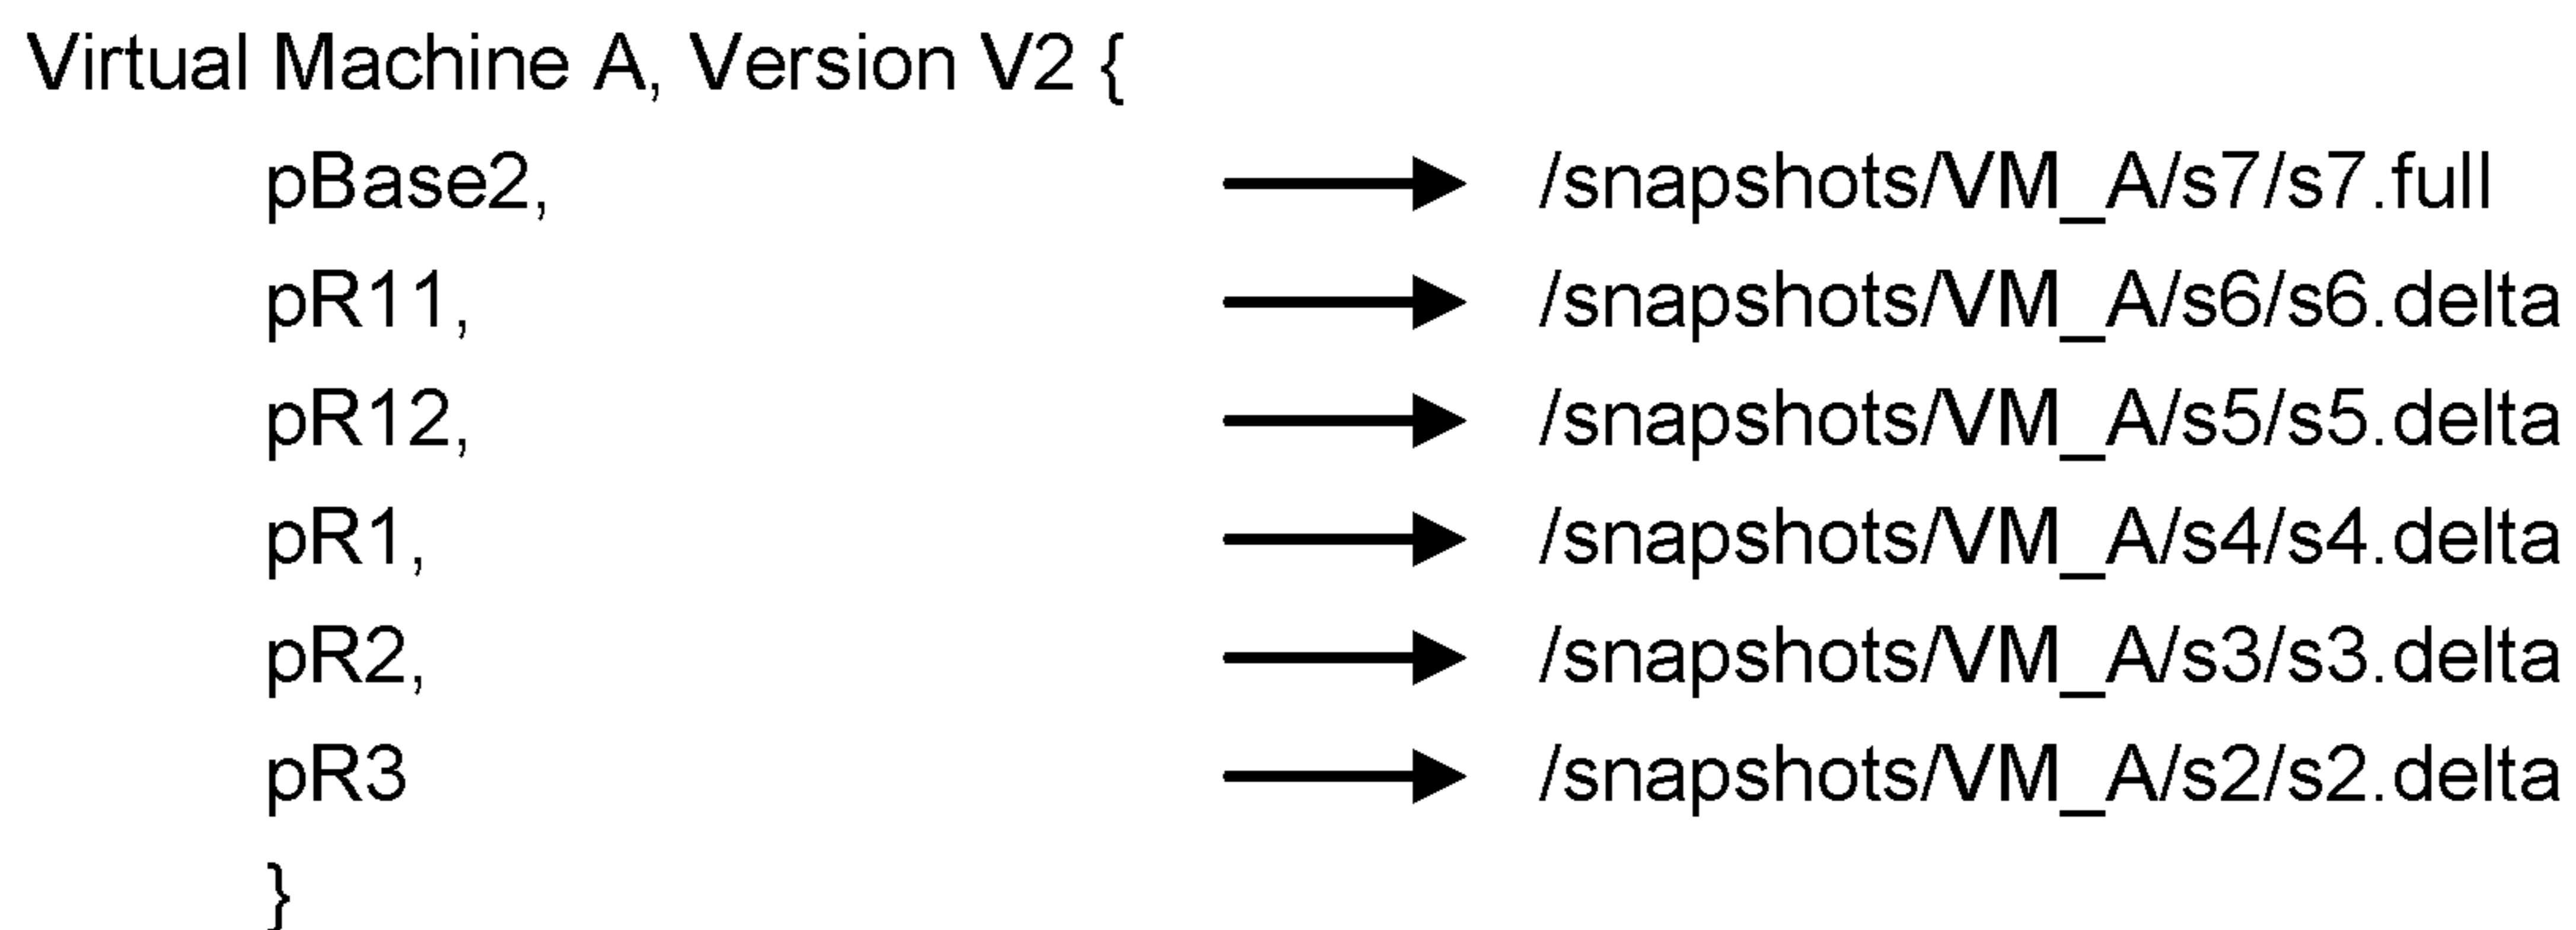 Virtual Machine A, Version V2 {
pBase2, /snapshots/VM_A/s7/s7.full
pR11, /snapshots/VM_A/s6/s6.delta
pR12, /snapshots/VM_A/s5/s5.delta
pR1, /snapshots/VM_A/s4/s4.delta
pR2, /snapshots/VM_A/s3/s3.delta
pR3 /snapshots/VM_A/s2/s2.delta
}